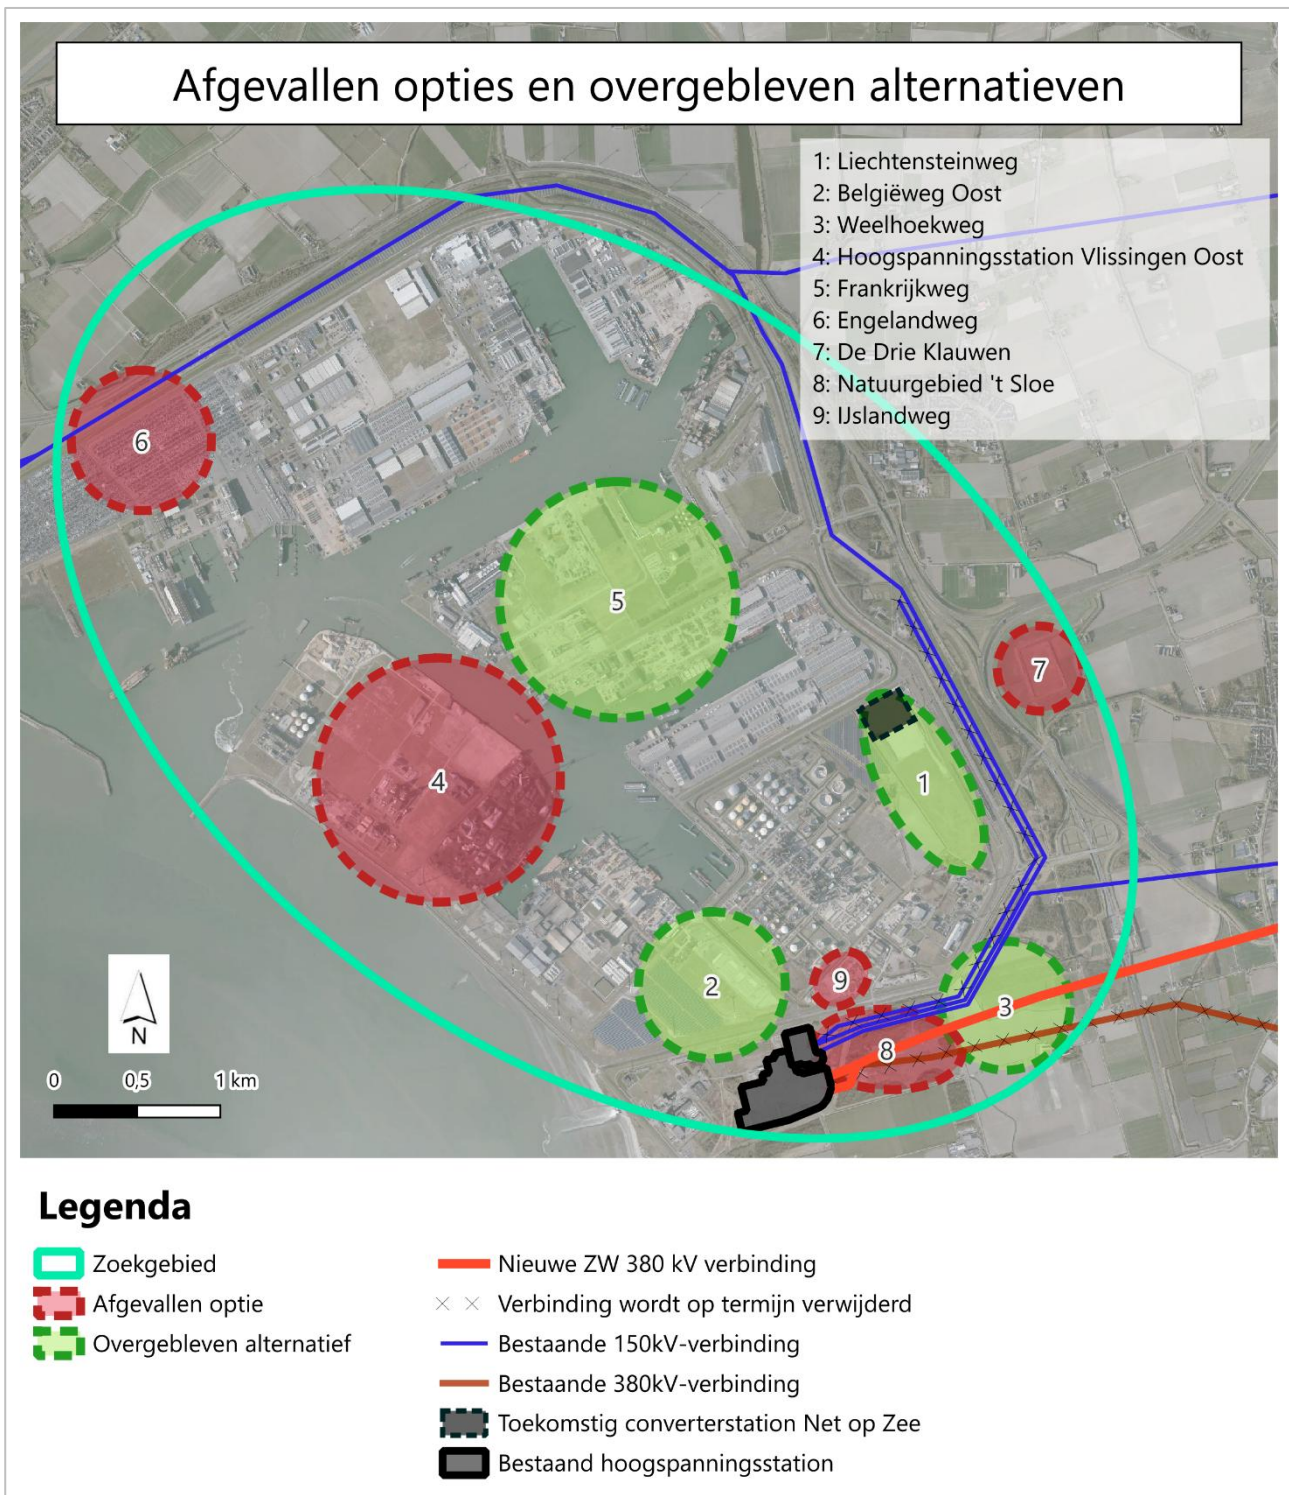 Afgevallen opties en overgebleven alternatieven
1: Liechtensteinweg
2: Belgiëweg Oost
3: Weelhoekweg
4: Hoogspanningsstation Vlissingen Oost
5: Frankrijkweg
6: Engelandweg
7: De Drie Klauwen
8: Natuurgebied 't Sloe
9: IJslandweg
6
5
7
4
1
2
9
3
8
N
0 0,5 1 km
Legenda
Zoekgebied
Afgevallen optie
Overgebleven alternatief
Nieuwe ZW 380 kV verbinding
Verbinding wordt op termijn verwijderd
Bestaande 150kV-verbinding
Bestaande 380kV-verbinding
Toekomstig converterstation Net op Zee
Bestaand hoogspanningsstation